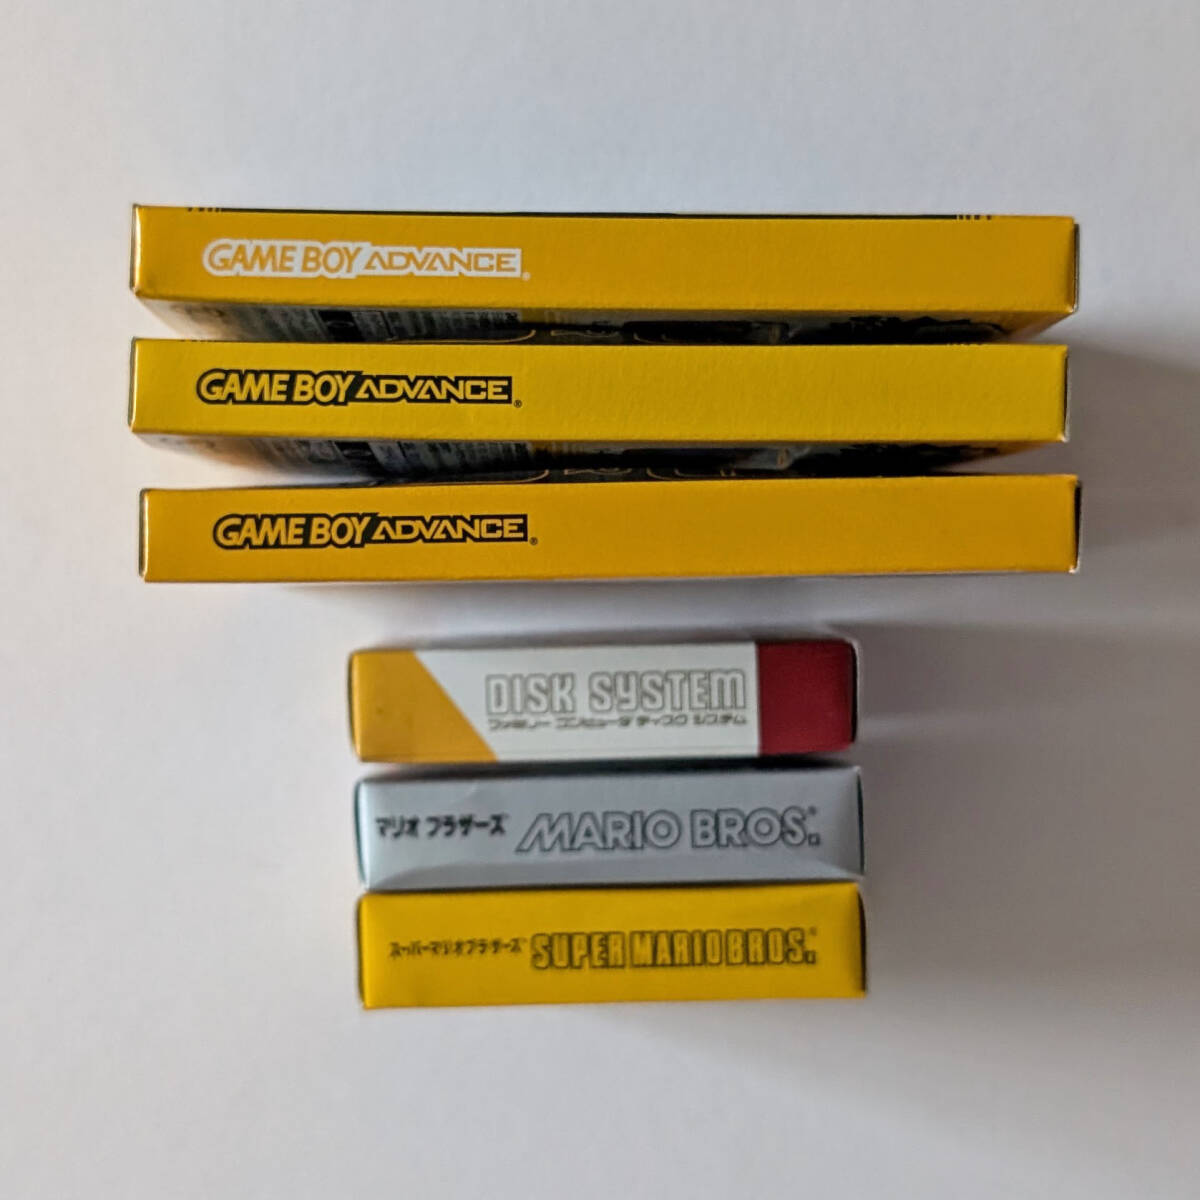 GAME BOY ADVANCE®
GAME BOY ADVANCE®
GAME BOY ADVANCE®
DISK SYSTEM
ファミリー コンピュータ ディスク システム
マリオブラザーズ MARIO BROS.
スーパーマリオブラザーズ SUPER MARIO BROS.